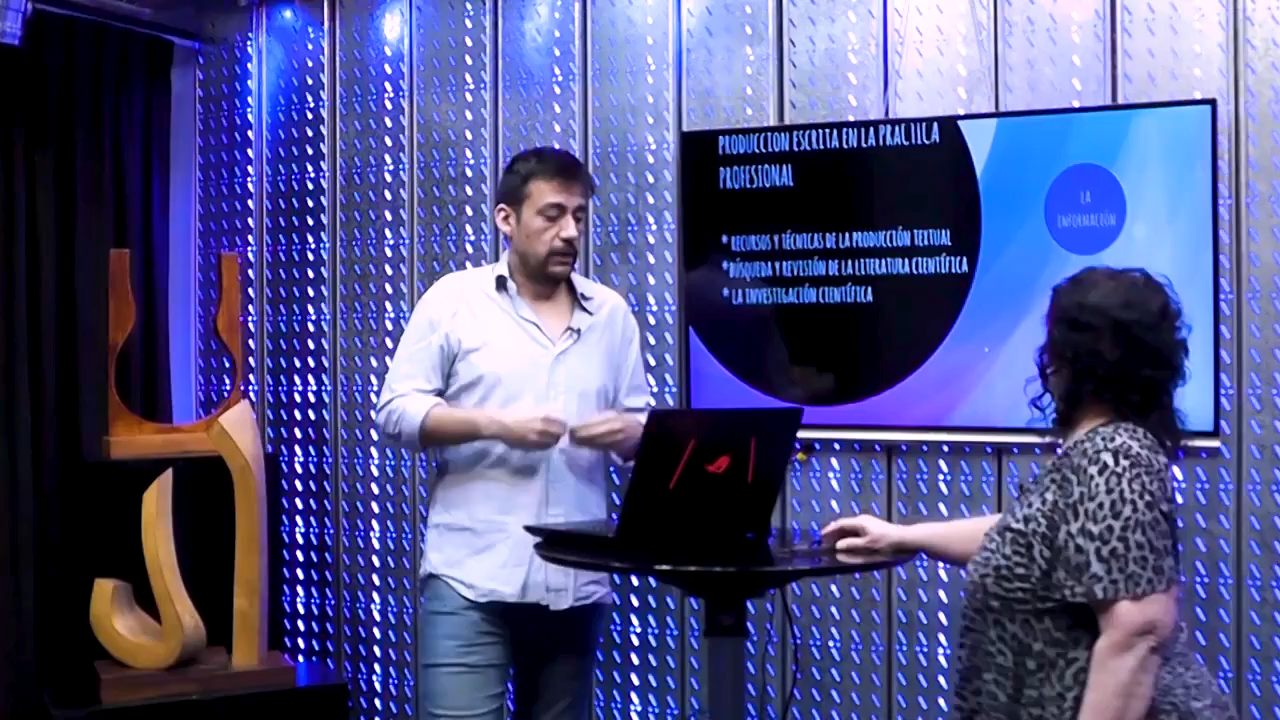 PRODUCCION ESCRITA EN LA PRACTICA
PROFESIONAL
* RECURSOS Y TÉCNICAS DE LA PRODUCCIÓN TEXTUAL
*BÚSQUEDA Y REVISIÓN DE LA LITERATURA CIENTÍFICA
* LA INVESTIGACIÓN CIENTÍFICA
LA
INFORMACIÓN